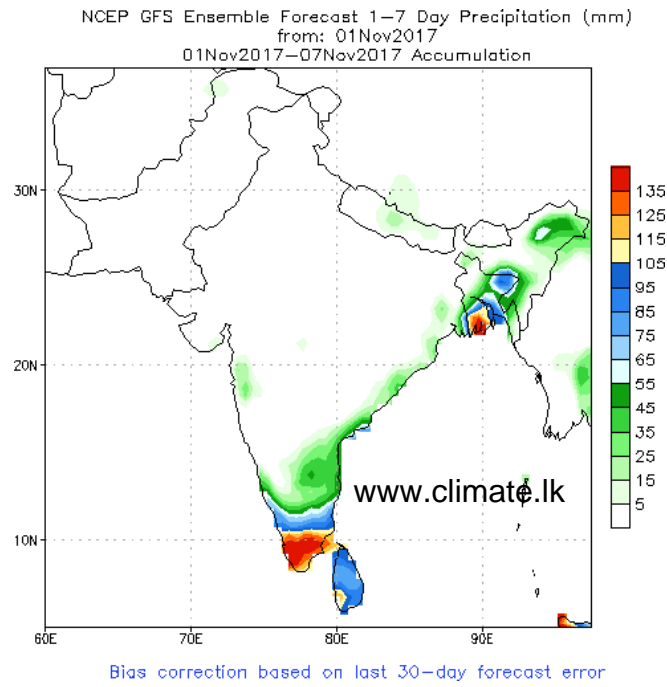 NCEP GFS Ensemble Forecast 1-7 Day Precipitation (mm)
from: 01Nov2017
01Nov2017-07Nov2017 Accumulation
30N
20N
10N
60E 70E 80E 90E
135
125
115
105
95
85
75
65
55
45
35
25
15
5
www.climate.lk
Bias correction based on last 30-day forecast error